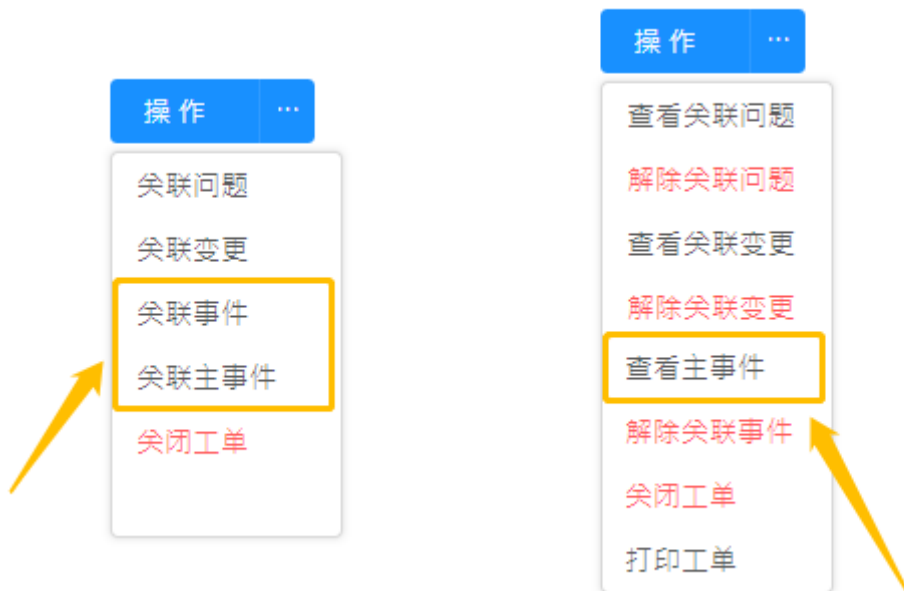 操 作 ···
关联问题
关联变更
关联事件
关联主事件
关闭工单
操 作 ···
查看关联问题
解除关联问题
查看关联变更
解除关联变更
查看主事件
解除关联事件
关闭工单
打印工单